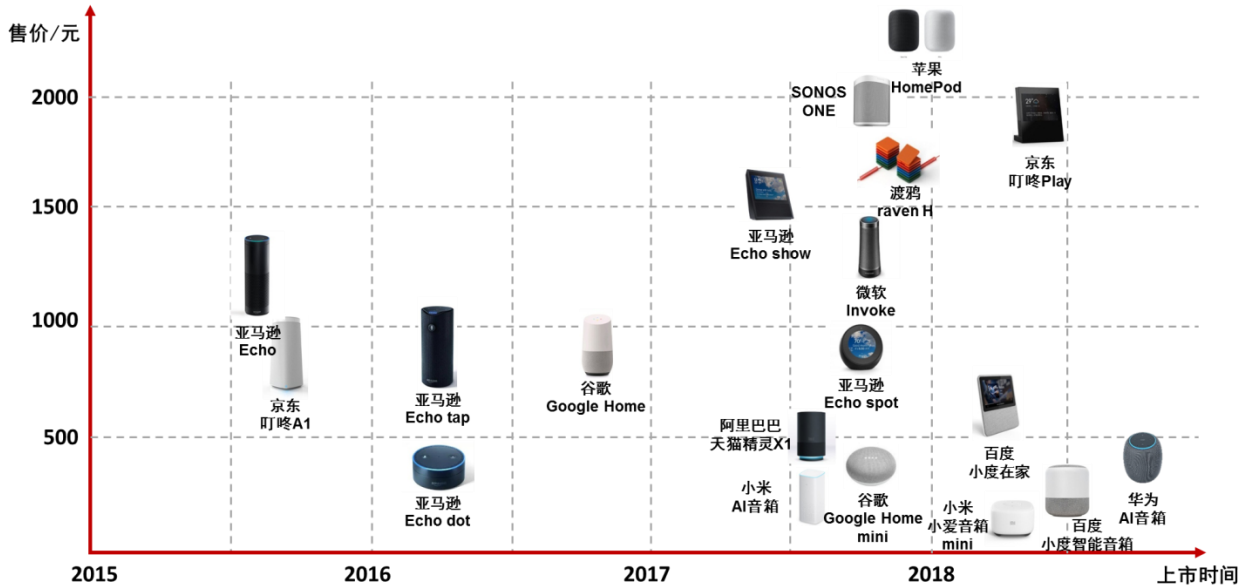 售价/元
2000
1500
1000
500
苹果
HomePod
SONOS
ONE
京东
叮咚Play
渡鸦
raven H
亚马逊
Echo show
微软
Invoke
亚马逊
Echo
京东
叮咚A1
亚马逊
Echo tap
谷歌
Google Home
亚马逊
Echo spot
亚马逊
Echo dot
阿里巴巴
天猫精灵X1
小米
AI音箱
谷歌
Google Home
mini
百度
小度在家
小米
小爱音箱
mini
百度
小度智能音箱
华为
AI音箱
2015
2016
2017
2018
上市时间